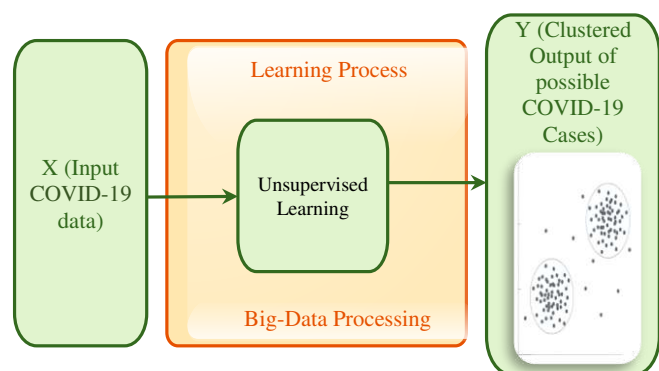 X (Input
COVID-19
data)
Learning Process
Unsupervised
Learning
Big-Data Processing
Y (Clustered
Output of
possible
COVID-19
Cases)